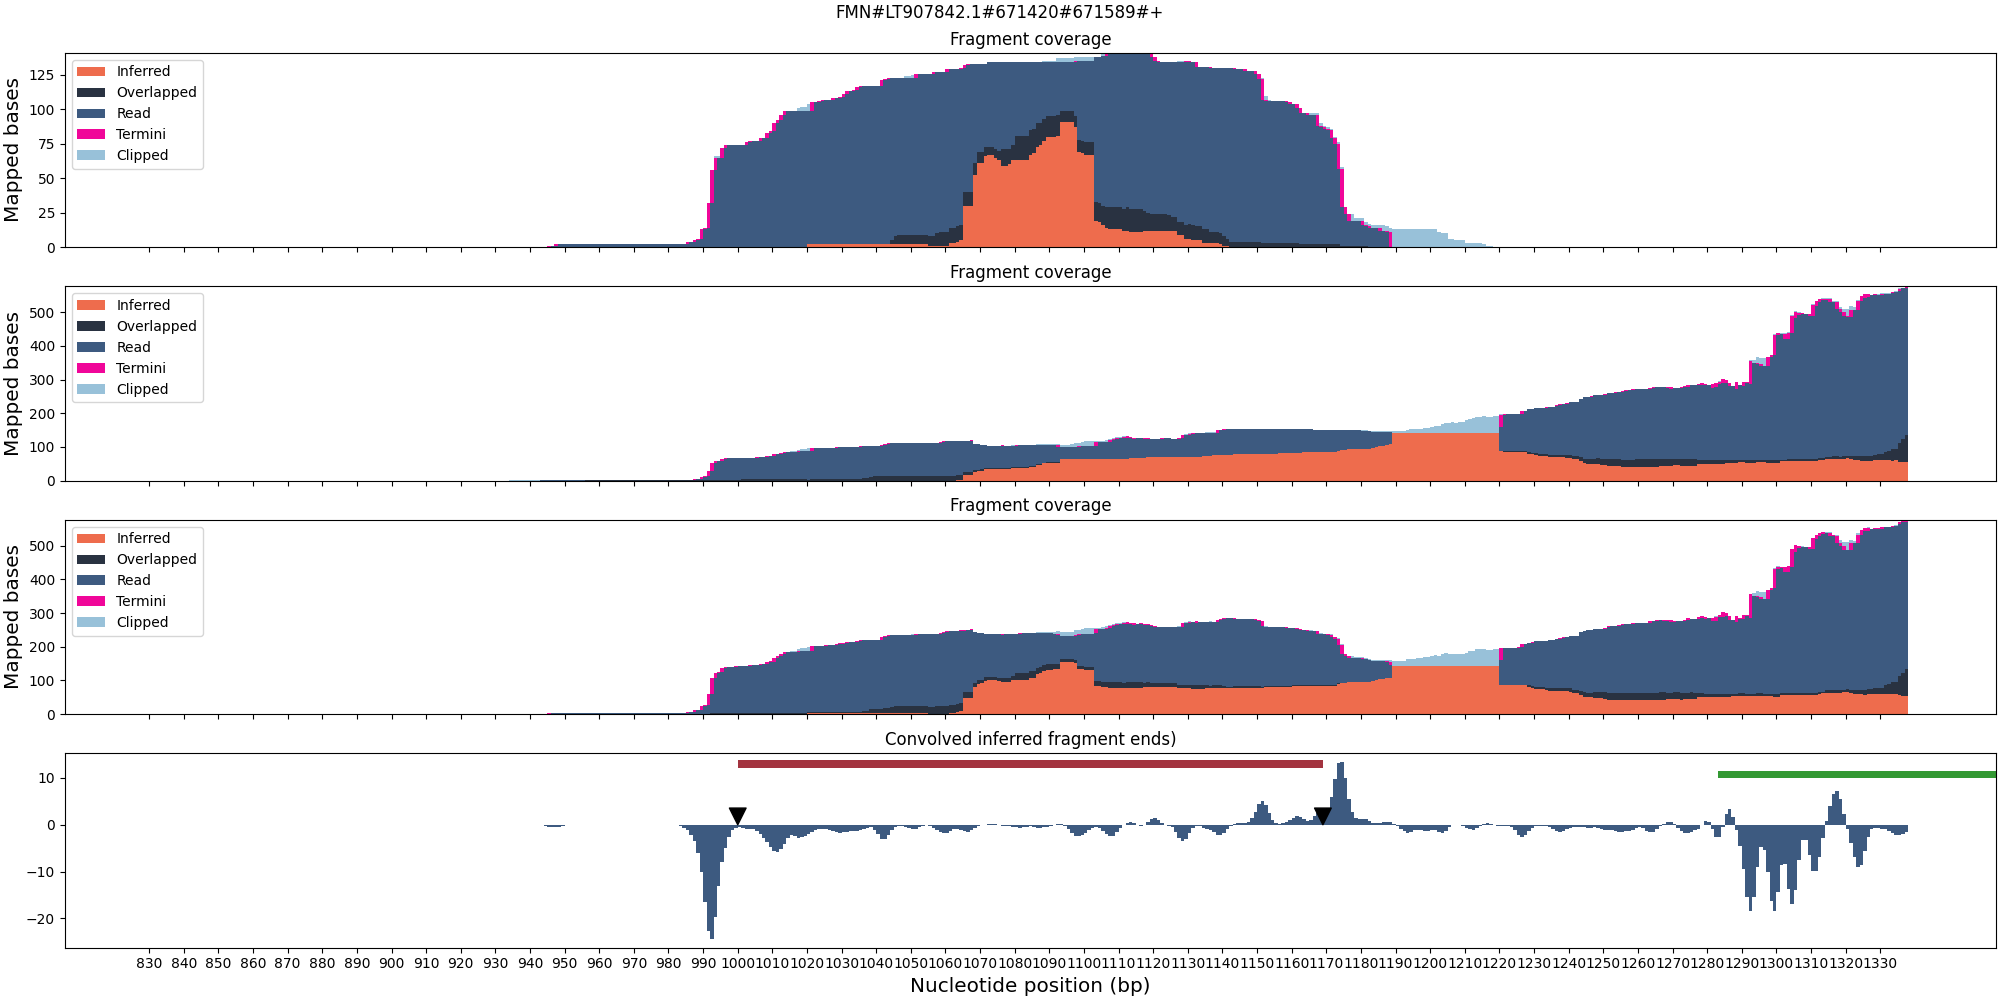 FMN#LT907842.1#671420#671589#+
Fragment coverage
Mapped bases
125
100
75
50
25
0
Inferred
Overlapped
Read
Termini
Clipped
Fragment coverage
Mapped bases
500
400
300
200
100
0
Inferred
Overlapped
Read
Termini
Clipped
Fragment coverage
Mapped bases
500
400
300
200
100
0
Inferred
Overlapped
Read
Termini
Clipped
Convolved inferred fragment ends)
10
0
−10
−20
830 840 850 860 870 880 890 900 910 920 930 940 950 960 970 980 990 1000 1010 1020 1030 1040 1050 1060 1070 1080 1090 1100 1110 1120 1130 1140 1150 1160 1170 1180 1190 1200 1210 1220 1230 1240 1250 1260 1270 1280 1290 1300 1310 1320 1330
Nucleotide position (bp)